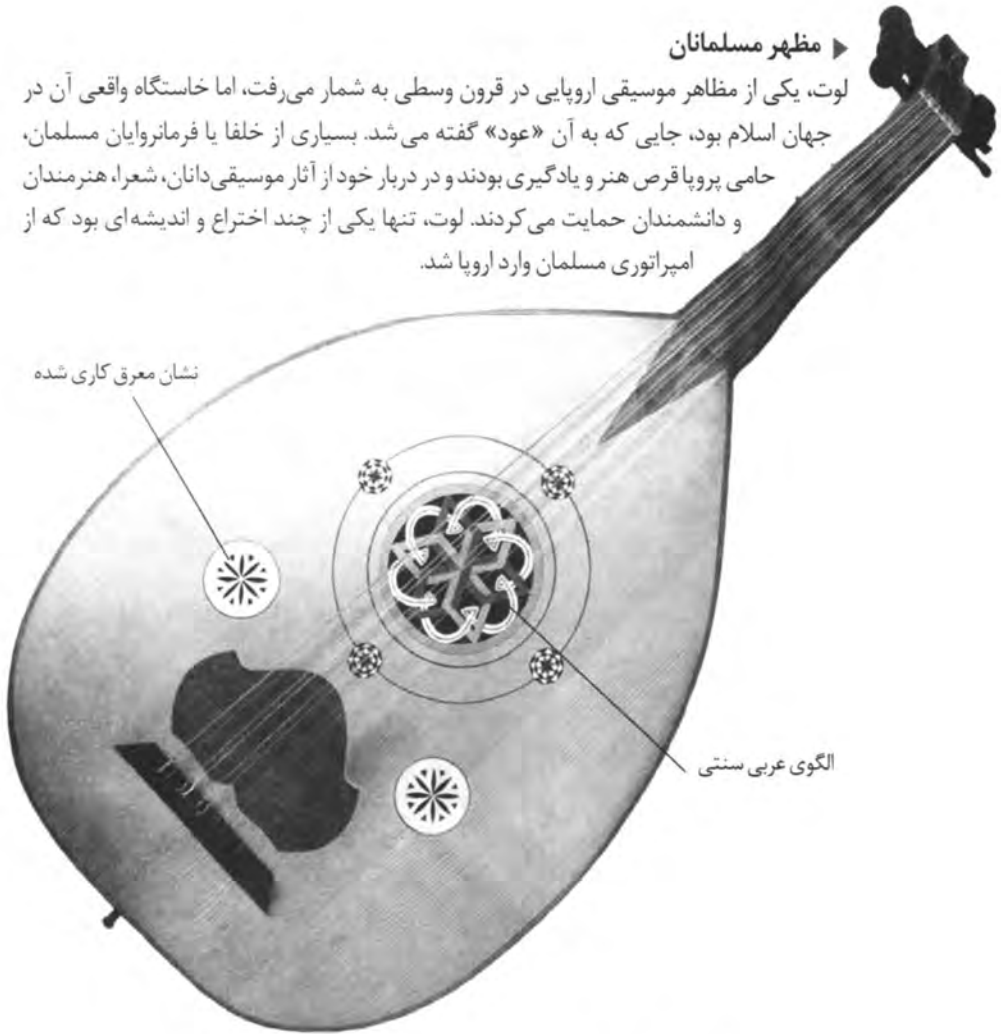 مظهر مسلمانان
لوت، یکی از مظاهر موسیقی اروپایی در قرون وسطی به شمار می‌رفت، اما خاستگاه واقعی آن در
جهان اسلام بود، جایی که به آن «عود» گفته می‌شد. بسیاری از خلفا یا فرمانروایان مسلمان،
حامی پروپاقرص هنر و یادگیری بودند و در دربار خود از آثار موسیقی‌دانان، شعرا، هنرمندان
و دانشمندان حمایت می‌کردند. لوت، تنها یکی از چند اختراع و اندیشه‌ای بود که از
امپراتوری مسلمان وارد اروپا شد.
نشان معرق کاری شده
الگوی عربی سنتی